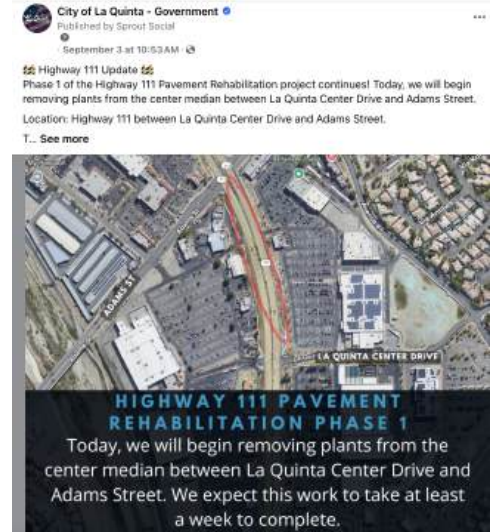 City of La Quinta - Government
Published by Sprout Social
September 3 at 10:53 AM ·
Highway 111 Update
Phase 1 of the Highway 111 Pavement Rehabilitation project continues! Today, we will begin
removing plants from the center median between La Quinta Center Drive and Adams Street.
Location: Highway 111 between La Quinta Center Drive and Adams Street.
T... See more
ADAMS ST
LA QUINTA CENTER DRIVE
HIGHWAY 111 PAVEMENT
REHABILITATION PHASE 1
Today, we will begin removing plants from the
center median between La Quinta Center Drive and
Adams Street. We expect this work to take at least
a week to complete.